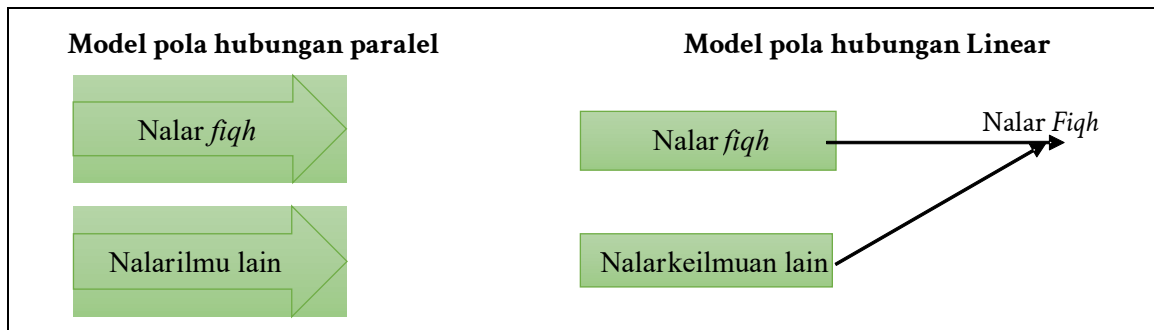 Model pola hubungan paralel
Nalar fiqh
Nalarilmu lain
Model pola hubungan Linear
Nalar fiqh
Nalar Fiqh
Nalarkeilmuan lain